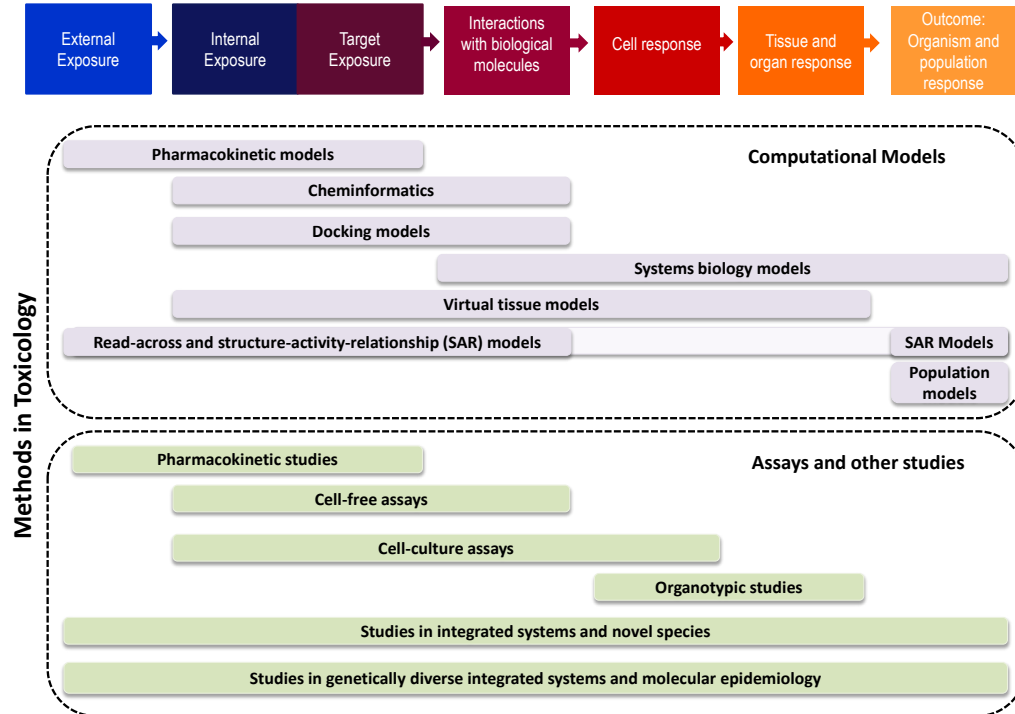 External
Exposure
Internal
Exposure
Target
Exposure
Interactions
with biological
molecules
Cell response
Tissue and
organ response
Outcome:
Organism and
population
response
Methods in Toxicology
Computational Models
Pharmacokinetic models
Cheminformatics
Docking models
Systems biology models
Virtual tissue models
Read-across and structure-activity-relationship (SAR) models
SAR Models
Population
models
Assays and other studies
Pharmacokinetic studies
Cell-free assays
Cell-culture assays
Organotypic studies
Studies in integrated systems and novel species
Studies in genetically diverse integrated systems and molecular epidemiology